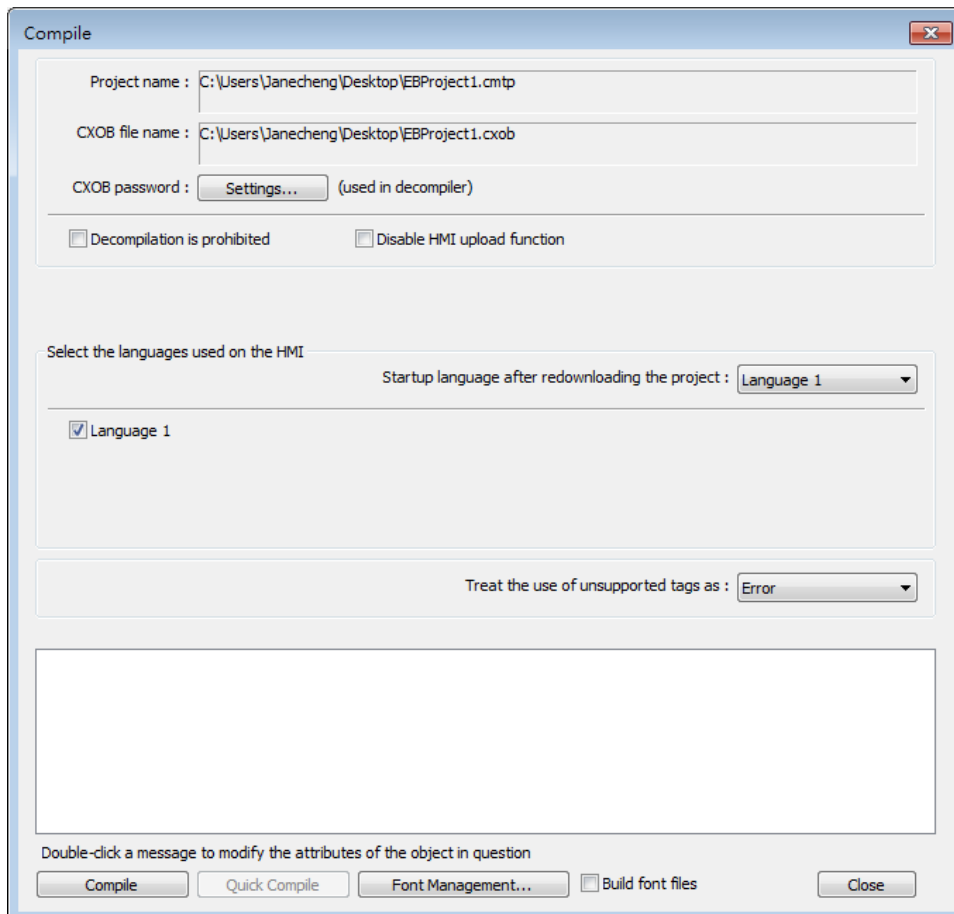 Compile
Project name : C:\Users\Janecheng\Desktop\EBProject1.cmtp
CXOB file name : C:\Users\Janecheng\Desktop\EBProject1.cxob
CXOB password : Settings... (used in decompiler)
Decompilation is prohibited Disable HMI upload function
Select the languages used on the HMI
Startup language after redownloading the project : Language 1
Language 1
Treat the use of unsupported tags as : Error
Double-click a message to modify the attributes of the object in question
Compile Quick Compile Font Management... Build font files Close